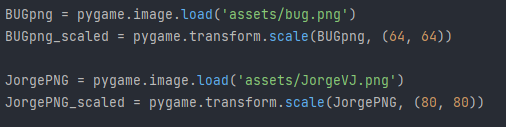 BUGpng = pygame.image.load('assets/bug.png')
BUGpng_scaled = pygame.transform.scale(BUGpng, (64, 64))
JorgePNG = pygame.image.load('assets/JorgeVJ.png')
JorgePNG_scaled = pygame.transform.scale(JorgePNG, (80, 80))